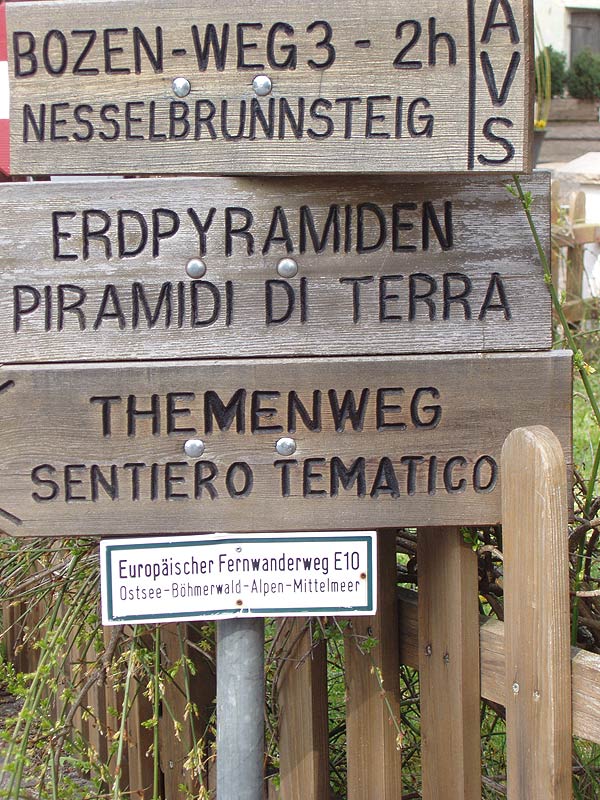 BOZEN-WEG3 - 2h
NESSELBRUNNSTEIG
AVS
ERDPYRAMIDEN
PIRAMIDI DI TERRA
THEMENWEG
SENTIERO TEMATICO
Europäischer Fernwanderweg E10
Ostsee-Böhmerwald-Alpen-Mittelmeer